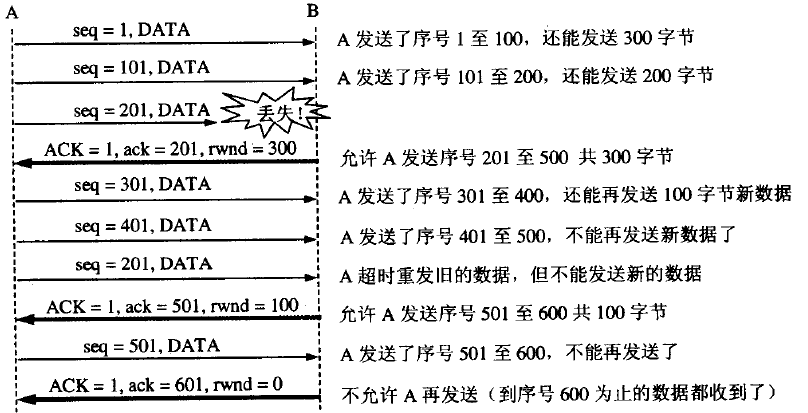 A B
seq = 1, DATA A 发送了序号 1 至 100，还能发送 300 字节
seq = 101, DATA A 发送了序号 101 至 200，还能发送 200 字节
seq = 201, DATA 丢失！
ACK = 1, ack = 201, rwnd = 300 允许 A 发送序号 201 至 500 共 300 字节
seq = 301, DATA A 发送了序号 301 至 400，还能再发送 100 字节新数据
seq = 401, DATA A 发送了序号 401 至 500，不能再发送新数据了
seq = 201, DATA A 超时重发旧的数据，但不能发送新的数据
ACK = 1, ack = 501, rwnd = 100 允许 A 发送序号 501 至 600 共 100 字节
seq = 501, DATA A 发送了序号 501 至 600，不能再发送了
ACK = 1, ack = 601, rwnd = 0 不允许 A 再发送（到序号 600 为止的数据都收到了）